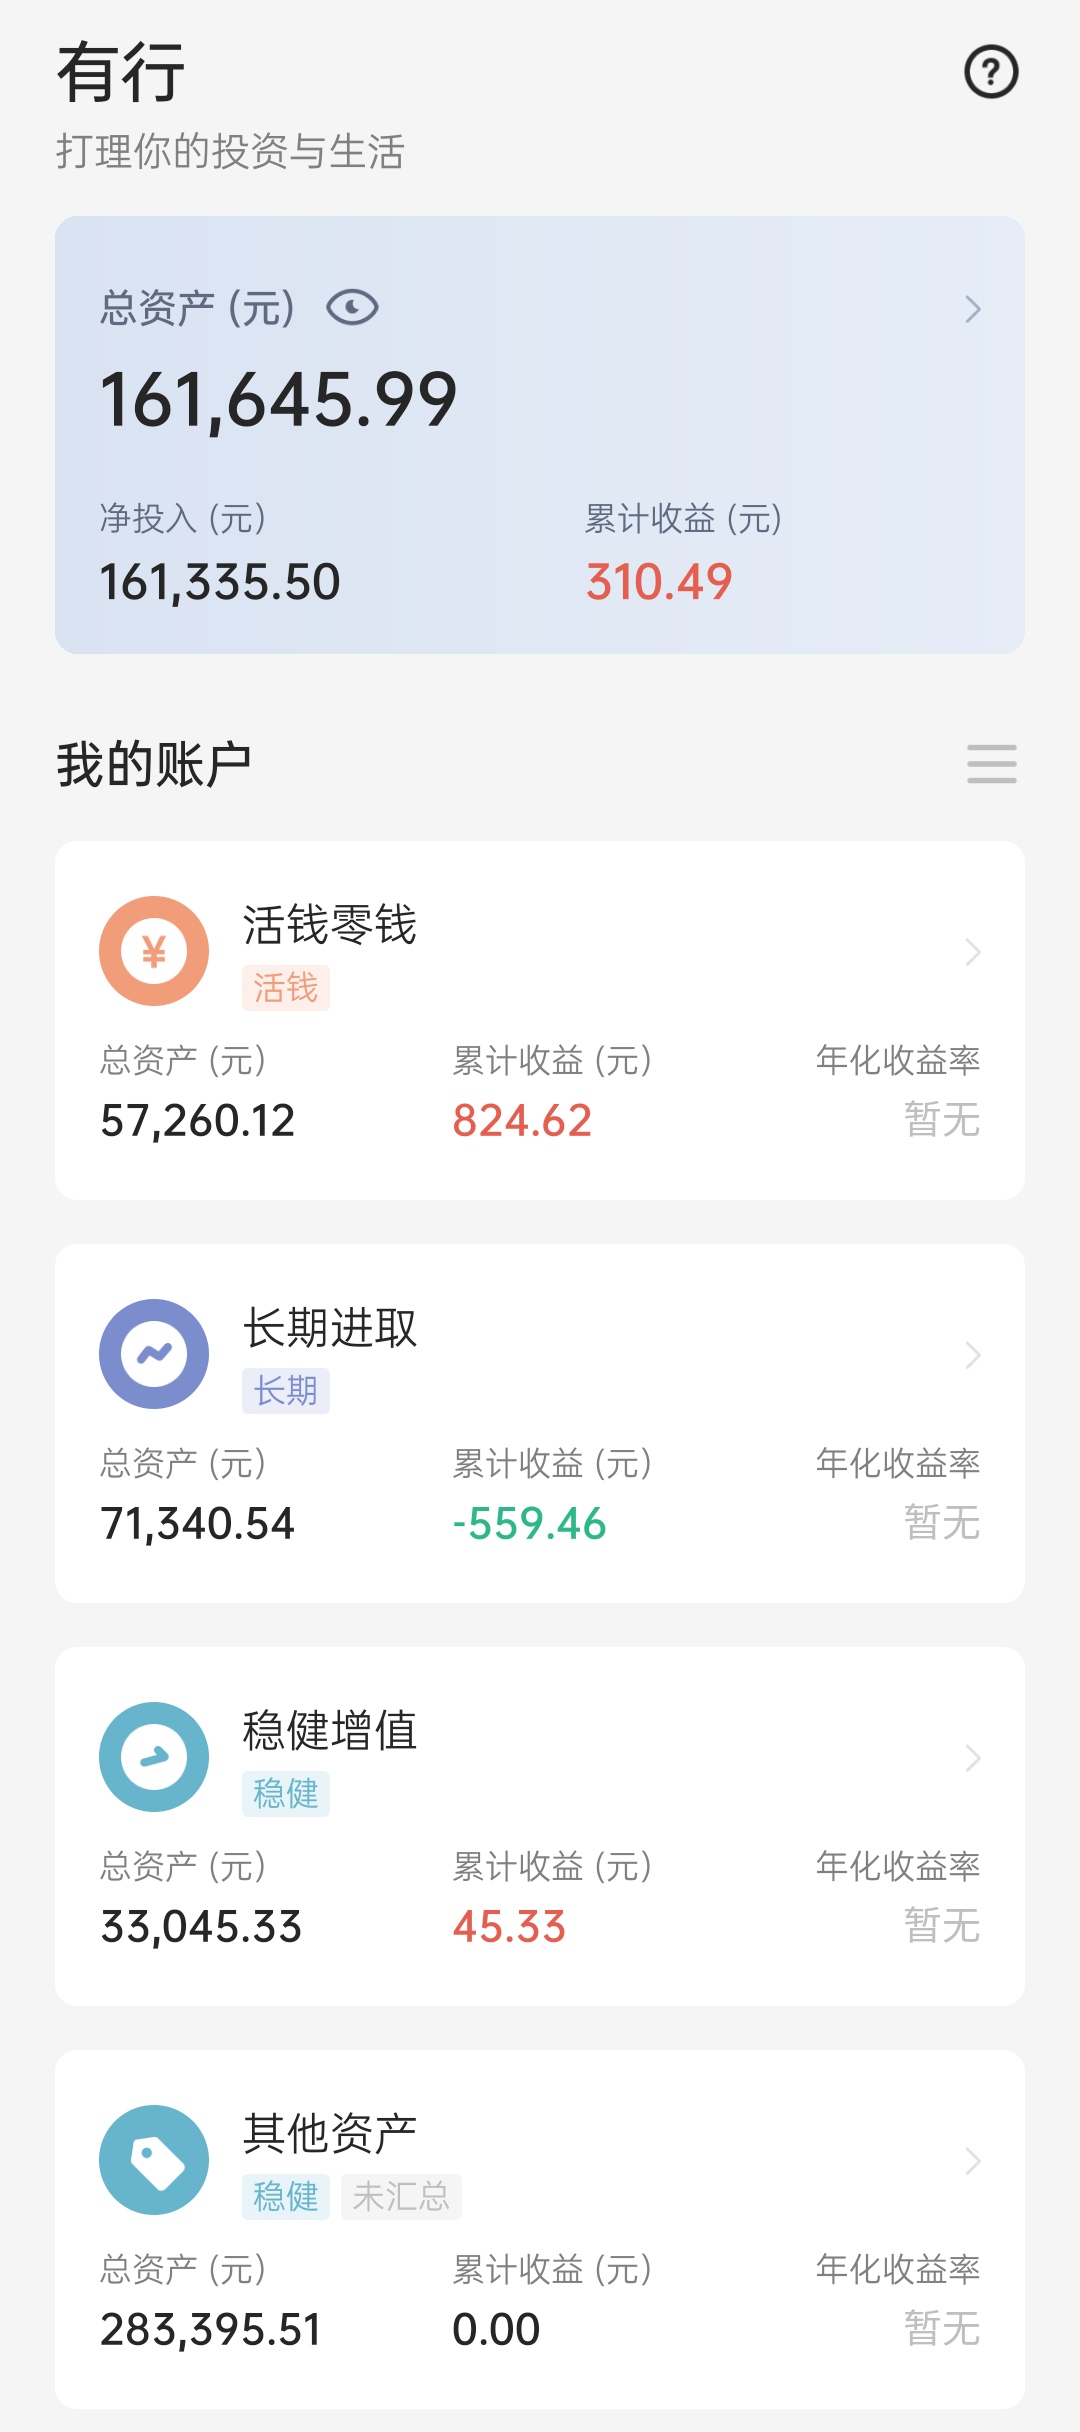 有行
打理你的投资与生活
总资产 (元)
161,645.99
净投入 (元) 累计收益 (元)
161,335.50 310.49
我的账户
¥
活钱零钱
活钱
总资产 (元) 累计收益 (元) 年化收益率
57,260.12 824.62 暂无
长期进取
长期
总资产 (元) 累计收益 (元) 年化收益率
71,340.54 -559.46 暂无
稳健增值
稳健
总资产 (元) 累计收益 (元) 年化收益率
33,045.33 45.33 暂无
其他资产
稳健 未汇总
总资产 (元) 累计收益 (元) 年化收益率
283,395.51 0.00 暂无